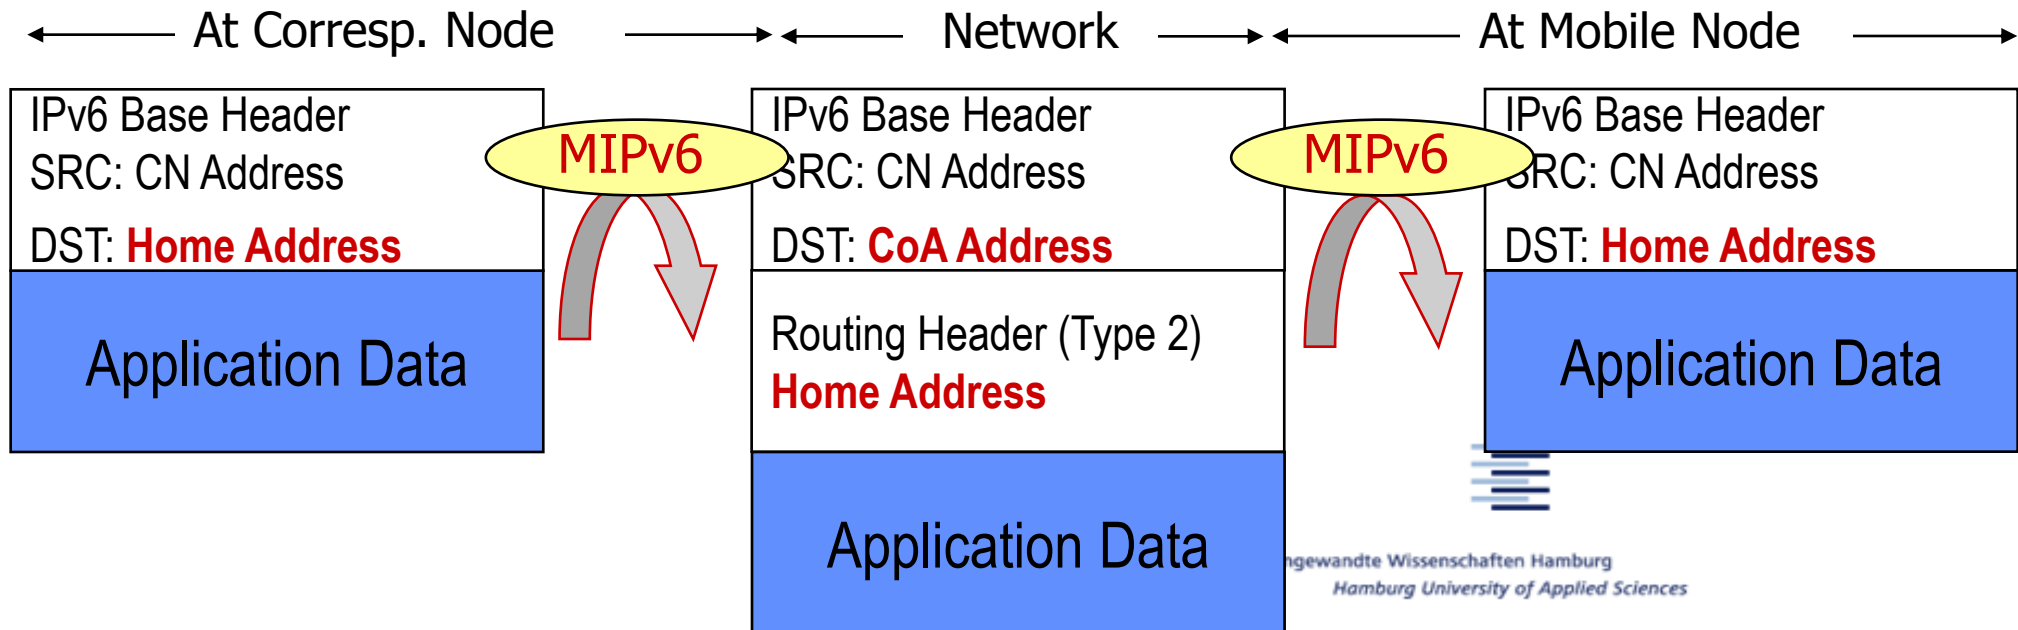 At Corresp. Node
Network
At Mobile Node
IPv6 Base Header
SRC: CN Address
DST: Home Address
Application Data
MIPv6
IPv6 Base Header
SRC: CN Address
DST: CoA Address
Routing Header (Type 2)
Home Address
Application Data
MIPv6
IPv6 Base Header
SRC: CN Address
DST: Home Address
Application Data
ngewandte Wissenschaften Hamburg
Hamburg University of Applied Sciences